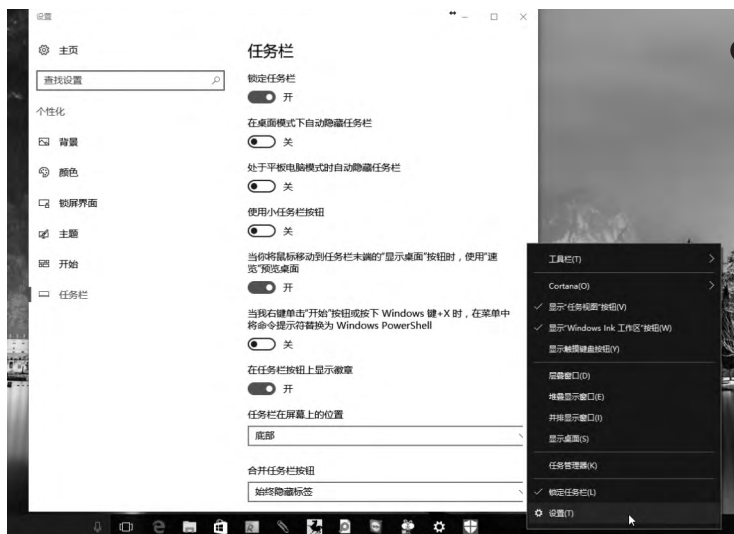 设置
主页
查找设置
个性化
背景
颜色
锁屏界面
主题
开始
任务栏
任务栏
锁定任务栏
开
在桌面模式下自动隐藏任务栏
关
处于平板电脑模式时自动隐藏任务栏
关
使用小任务栏按钮
关
当你将鼠标移动到任务栏末端的"显示桌面"按钮时，使用"速
览"预览桌面
开
当我右键单击"开始"按钮或按下 Windows 键+X 时，在菜单中
将命令提示符替换为 Windows PowerShell
关
在任务栏按钮上显示徽章
开
任务栏在屏幕上的位置
底部
合并任务栏按钮
始终隐藏标签
工具栏(T)
Cortana(O)
显示"任务视图"按钮(V)
显示"Windows Ink 工作区"按钮(W)
显示触摸键盘按钮(Y)
层叠窗口(D)
堆叠显示窗口(E)
并排显示窗口(I)
显示桌面(S)
任务管理器(K)
锁定任务栏(L)
设置(T)